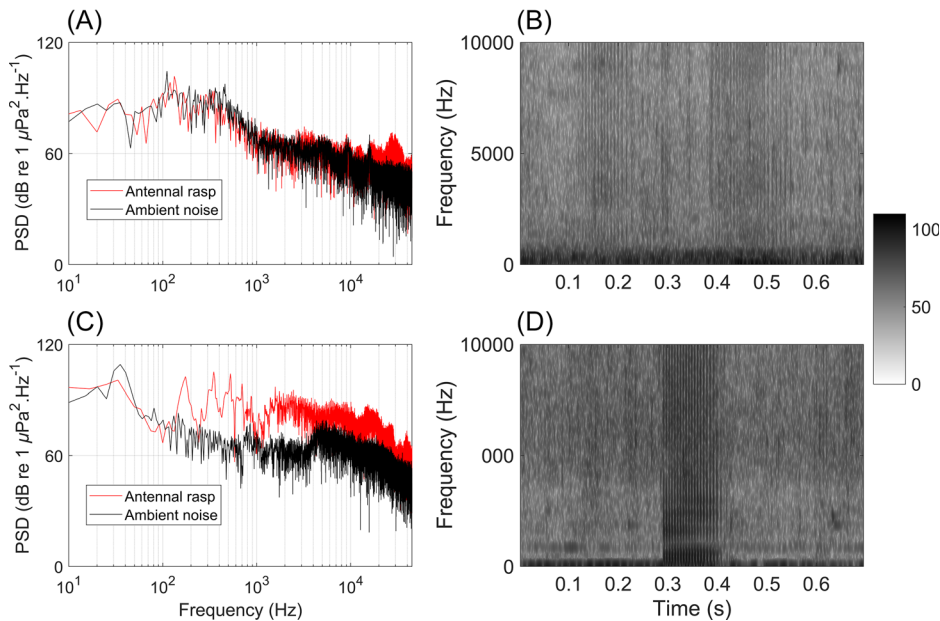 (A)
120
60
0
PSD (dB re 1 µPa².Hz⁻¹)
Antennal rasp
Ambient noise
10¹ 10² 10³ 10⁴
(B)
10000
5000
0
Frequency (Hz)
0.1 0.2 0.3 0.4 0.5 0.6
100
50
0
(C)
120
60
0
PSD (dB re 1 µPa².Hz⁻¹)
Antennal rasp
Ambient noise
10¹ 10² 10³ 10⁴
Frequency (Hz)
(D)
10000
000
0
Frequency (Hz)
0.1 0.2 0.3 0.4 0.5 0.6
Time (s)